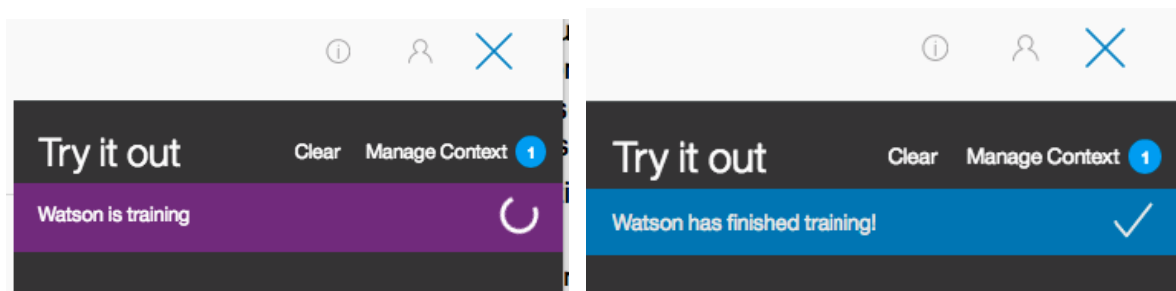 Try it out Clear Manage Context 1
Watson is training
Try it out Clear Manage Context 1
Watson has finished training!